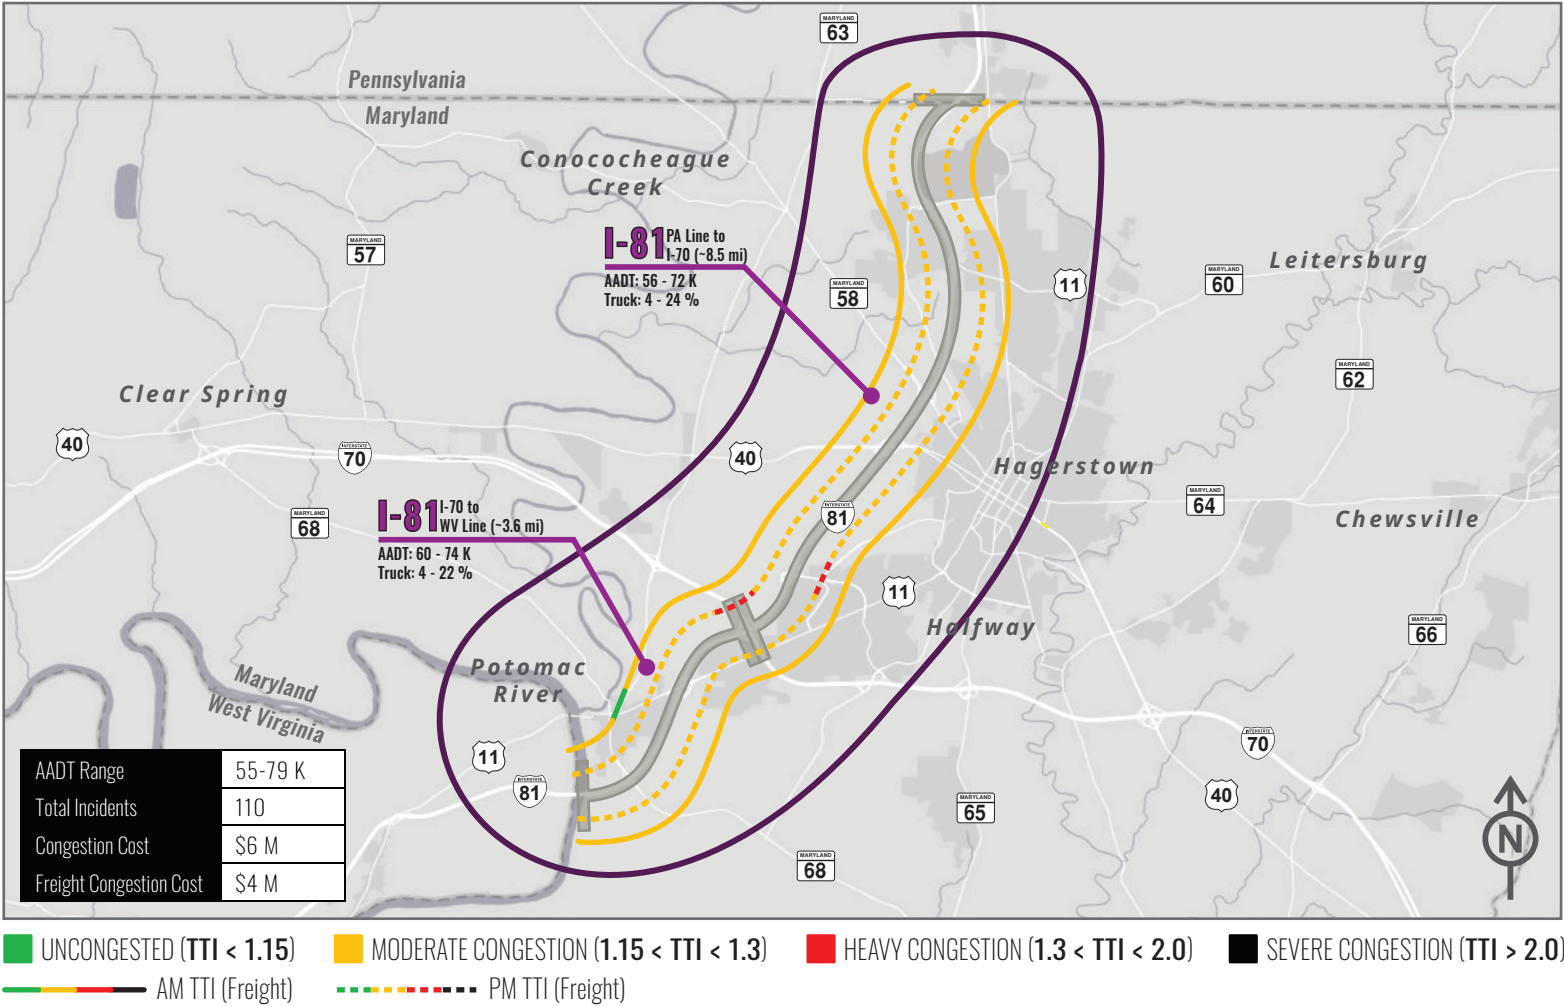 MARYLAND
63
Pennsylvania
Maryland
Conococheague
Creek
MARYLAND
57
I-81
PA Line to
I-70 (~8.5 mi)
AADT: 56 - 72 K
Truck: 4 - 24 %
MARYLAND
58
11
MARYLAND
60
Leitersburg
MARYLAND
62
Clear Spring
40
INTERSTATE
70
40
Hagerstown
MARYLAND
64
Chewsville
MARYLAND
68
I-81
I-70 to
WV Line (~3.6 mi)
AADT: 60 - 74 K
Truck: 4 - 22 %
INTERSTATE
81
11
Halfway
MARYLAND
66
Potomac
River
Maryland
West Virginia
11
INTERSTATE
81
INTERSTATE
70
40
MARYLAND
65
MARYLAND
68
N
AADT Range 55-79 K
Total Incidents 110
Congestion Cost $6 M
Freight Congestion Cost $4 M
UNCONGESTED (TTI < 1.15) MODERATE CONGESTION (1.15 < TTI < 1.3) HEAVY CONGESTION (1.3 < TTI < 2.0) SEVERE CONGESTION (TTI > 2.0)
AM TTI (Freight) PM TTI (Freight)